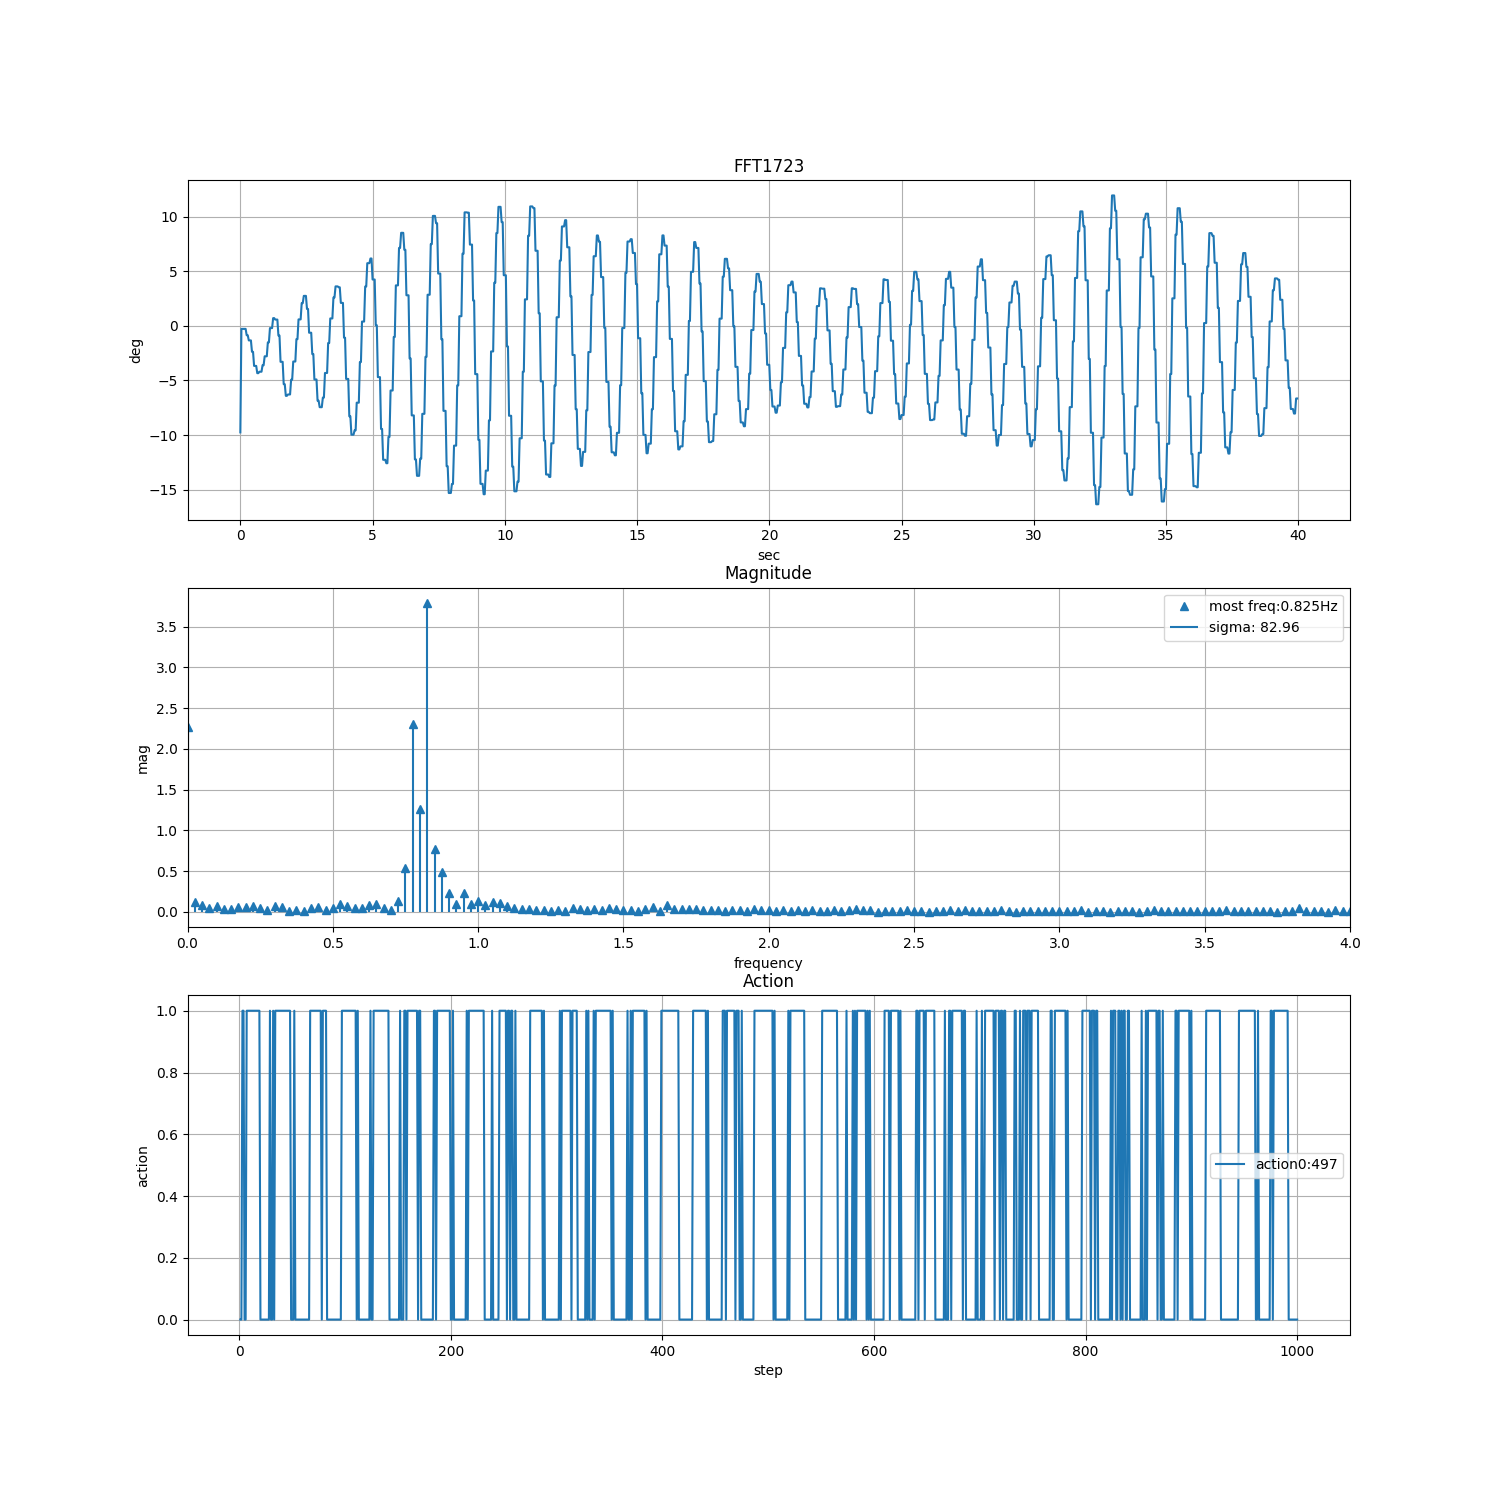 FFT1723
10
5
0
−5
−10
−15
deg
0 5 10 15 20 25 30 35 40
sec
Magnitude
most freq:0.825Hz
sigma: 82.96
3.5
3.0
2.5
2.0
1.5
1.0
0.5
0.0
mag
0.0 0.5 1.0 1.5 2.0 2.5 3.0 3.5 4.0
frequency
Action
1.0
0.8
0.6
0.4
0.2
0.0
action
action0:497
0 200 400 600 800 1000
step